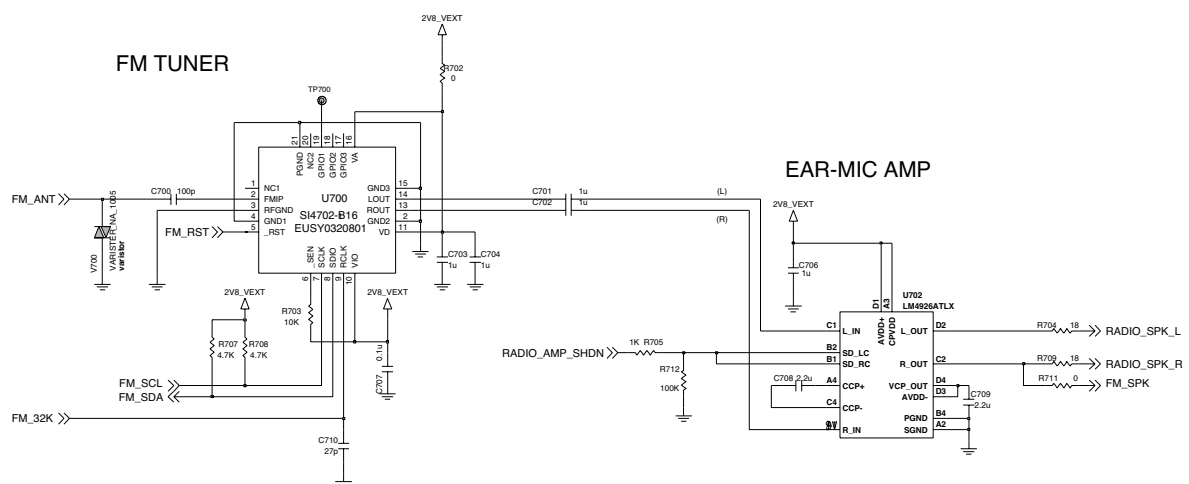 2V8_VEXT
FM TUNER
R702
0
TP700
21
20
19
18
17
16
PGND
NC2
GPIO1
GPIO2
GPIO3
VA
EAR-MIC AMP
FM_ANT
C700
100p
1
NC1
2
FMIP
3
RFGND
4
GND1
5
_RST
U700
SI4702-B16
EUSY0320801
GND3
15
LOUT
14
ROUT
13
GND2
2
VD
11
C701
1u
C702
1u
(L)
(R)
FM_RST
V700
VARISTER_NA_1005
varistor
_SEN
SCLK
SDIO
RCLK
VIO
6
7
8
9
10
C703
1u
C704
1u
2V8_VEXT
C706
1u
2V8_VEXT
R703
10K
2V8_VEXT
R707
4.7K
R708
4.7K
0.1u
C707
FM_SCL
FM_SDA
FM_32K
C710
27p
U702
LM4926ATLX
D1
A3
AVDD+
CPVDD
C1
L_IN
L_OUT
D2
R704
18
RADIO_SPK_L
RADIO_AMP_SHDN
1K
R705
B2
SD_LC
B1
SD_RC
R_OUT
C2
R709
18
RADIO_SPK_R
R712
100K
R711
0
FM_SPK
C708
2.2u
A4
CCP+
VCP_OUT
D4
AVDD-
D3
C709
2.2u
C4
CCP-
PGND
B4
R_IN
SGND
A2